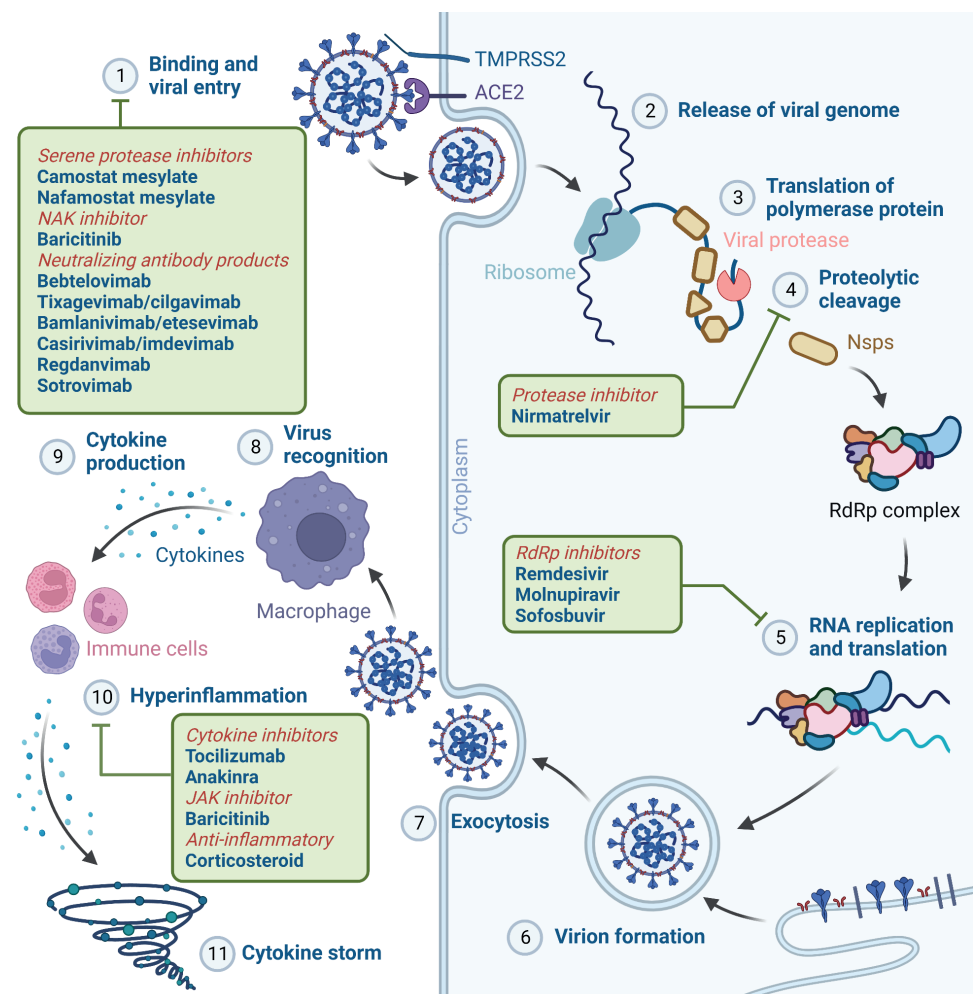 1
Binding and
viral entry
TMPRSS2
ACE2
Serene protease inhibitors
Camostat mesylate
Nafamostat mesylate
NAK inhibitor
Baricitinib
Neutralizing antibody products
Bebtelovimab
Tixagevimab/cilgavimab
Bamlanivimab/etesevimab
Casirivimab/imdevimab
Regdanvimab
Sotrovimab
2
Release of viral genome
3
Translation of
polymerase protein
Viral protease
Ribosome
4
Proteolytic
cleavage
Nsps
Protease inhibitor
Nirmatrelvir
RdRp complex
Cytoplasm
RdRp inhibitors
Remdesivir
Molnupiravir
Sofosbuvir
5
RNA replication
and translation
6
Virion formation
7
Exocytosis
8
Virus
recognition
Macrophage
9
Cytokine
production
Cytokines
Immune cells
10
Hyperinflammation
Cytokine inhibitors
Tocilizumab
Anakinra
JAK inhibitor
Baricitinib
Anti-inflammatory
Corticosteroid
11
Cytokine storm